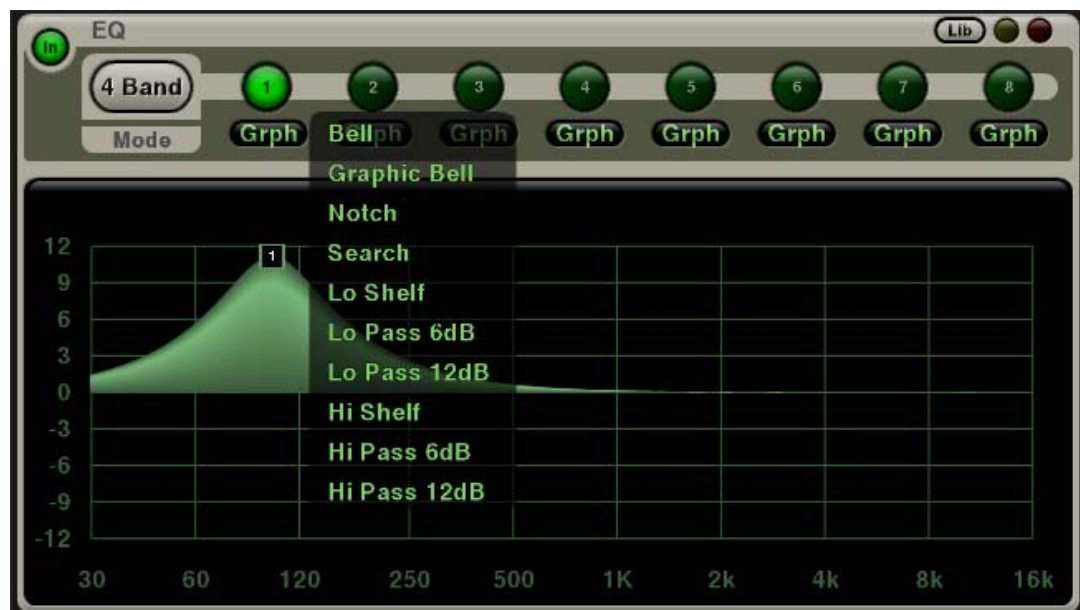 EQ
Lib
In
4 Band
1 2 3 4 5 6 7 8
Mode
Grph Grph Grph Grph Grph Grph Grph Grph
Bell
Graphic Bell
Notch
Search
Lo Shelf
Lo Pass 6dB
Lo Pass 12dB
Hi Shelf
Hi Pass 6dB
Hi Pass 12dB
1
12
9
6
3
0
-3
-6
-9
-12
30 60 120 250 500 1K 2k 4k 8k 16k